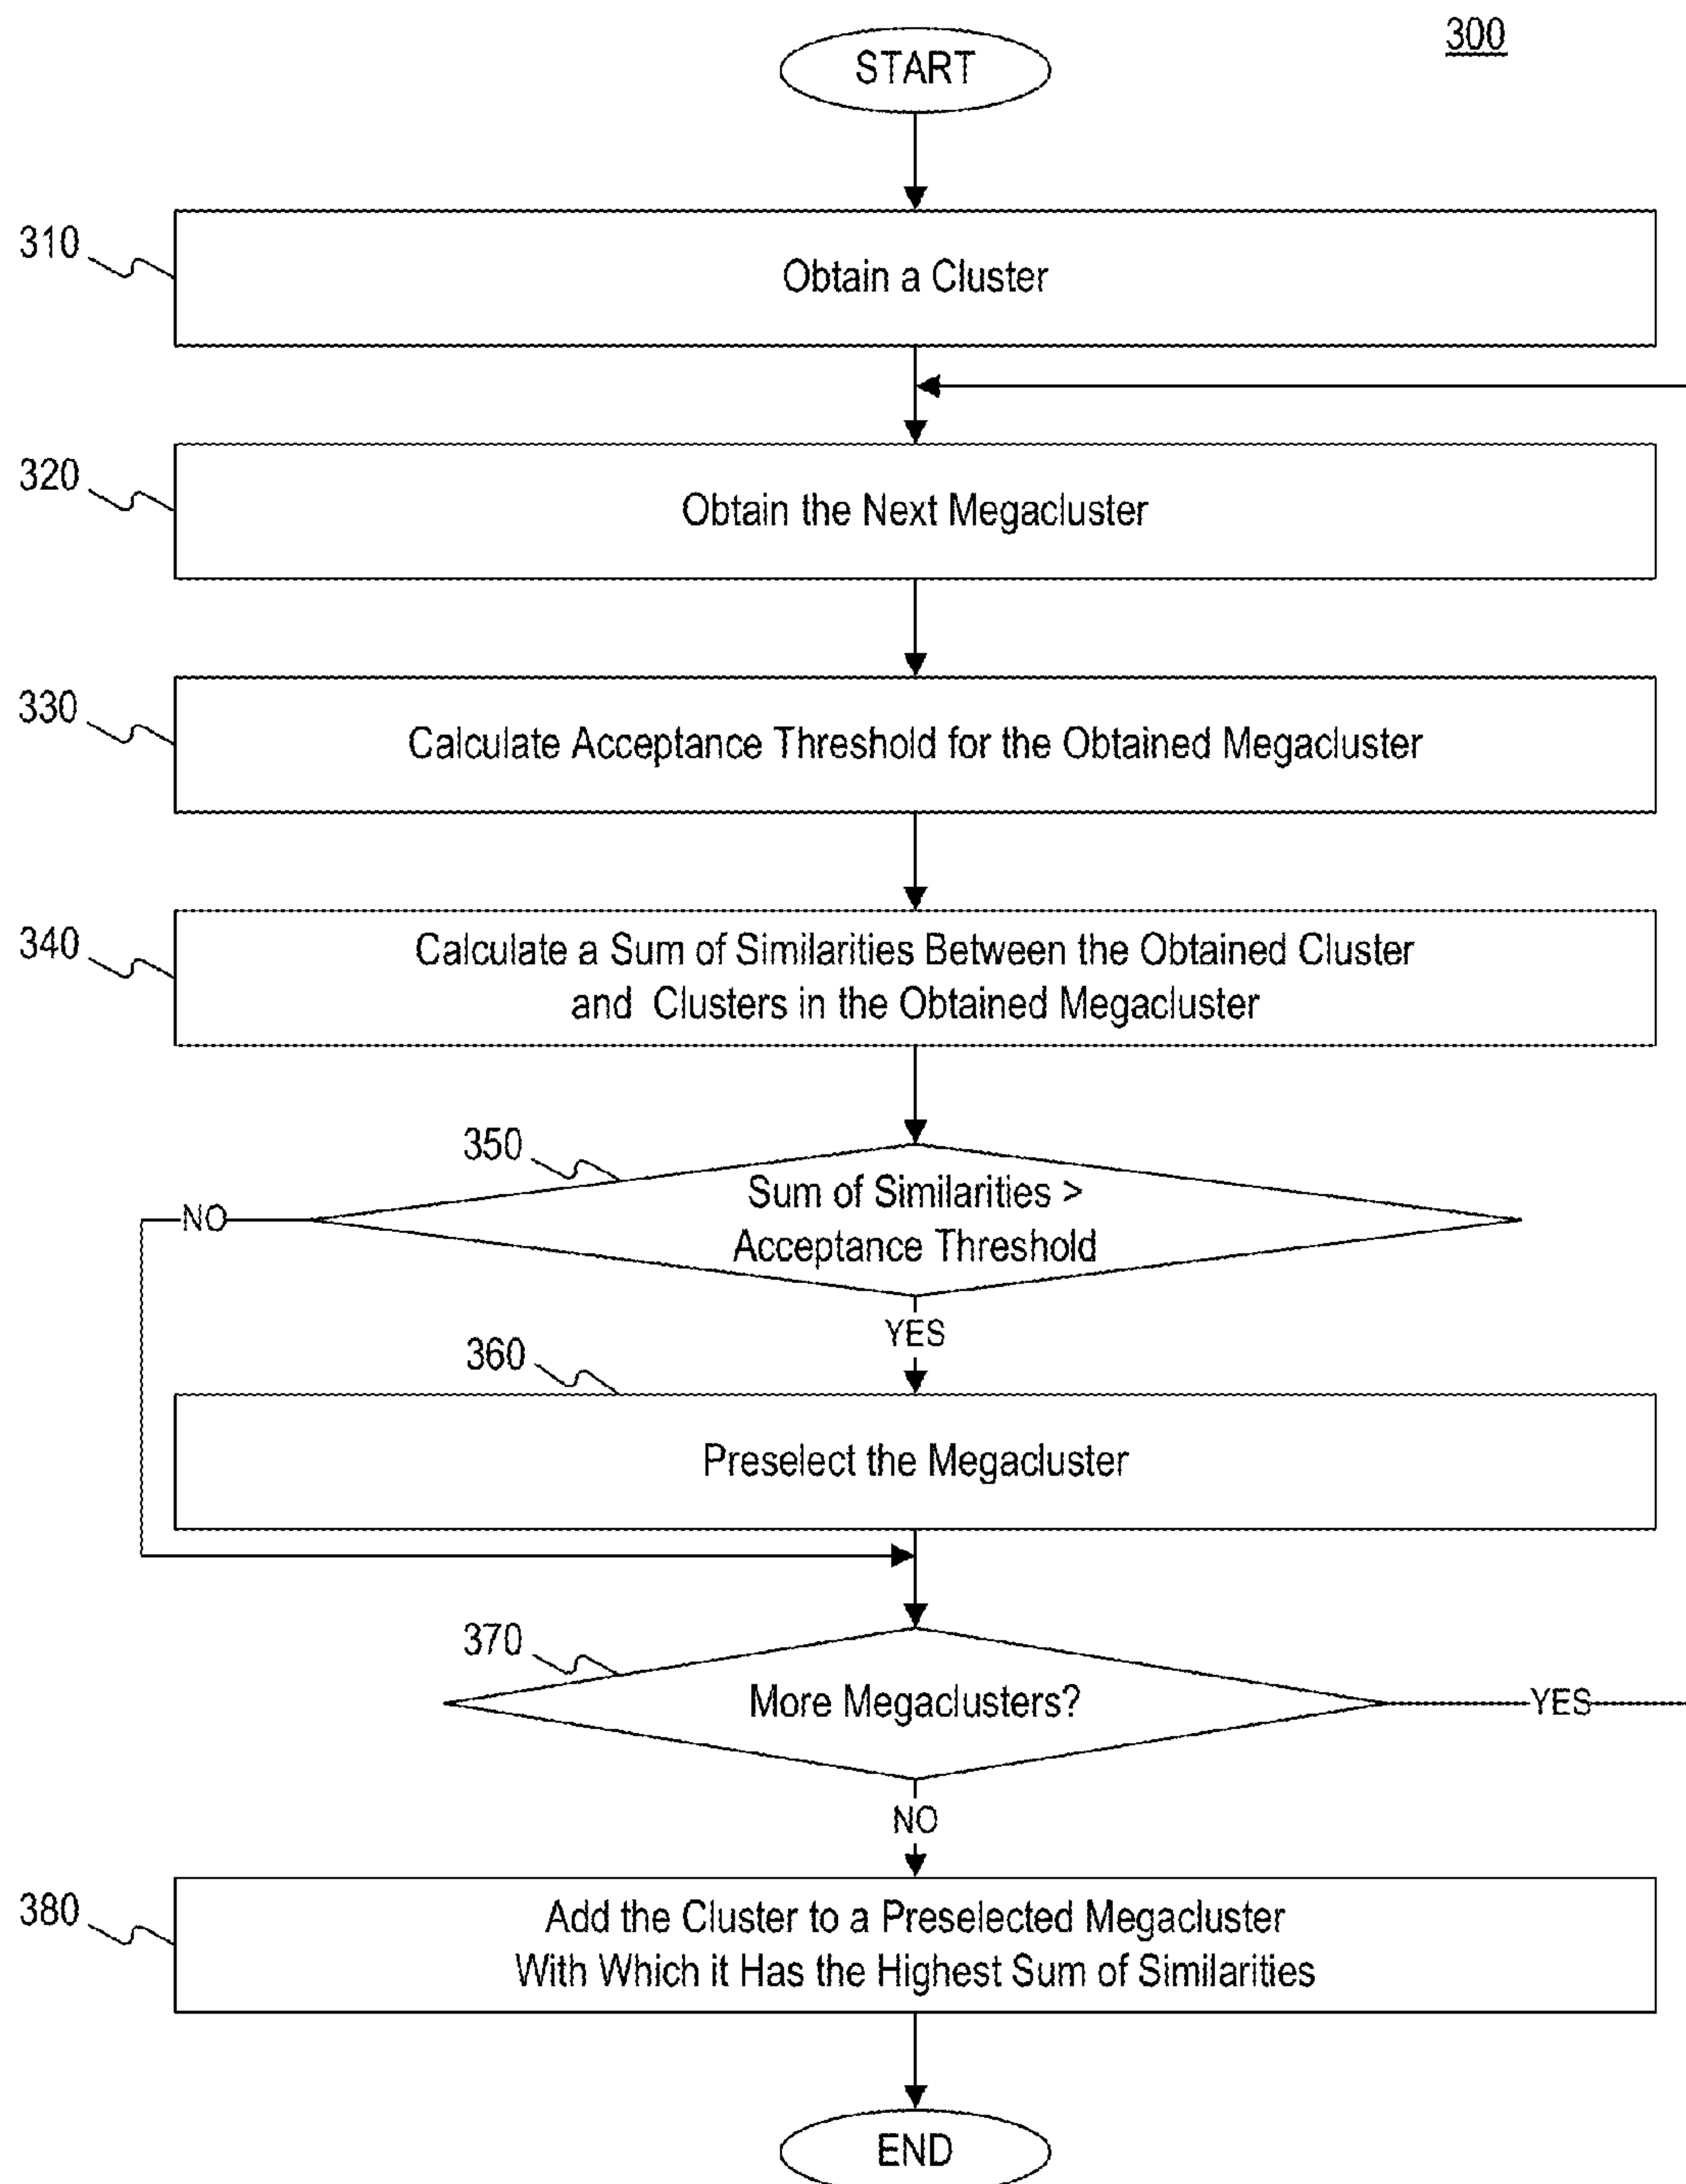 300
START
310
Obtain a Cluster
320
Obtain the Next Megacluster
330
Calculate Acceptance Threshold for the Obtained Megacluster
340
Calculate a Sum of Similarities Between the Obtained Cluster
and Clusters in the Obtained Megacluster
350
Sum of Similarities >
Acceptance Threshold
NO
YES
360
Preselect the Megacluster
370
More Megaclusters?
YES
NO
380
Add the Cluster to a Preselected Megacluster
With Which it Has the Highest Sum of Similarities
END